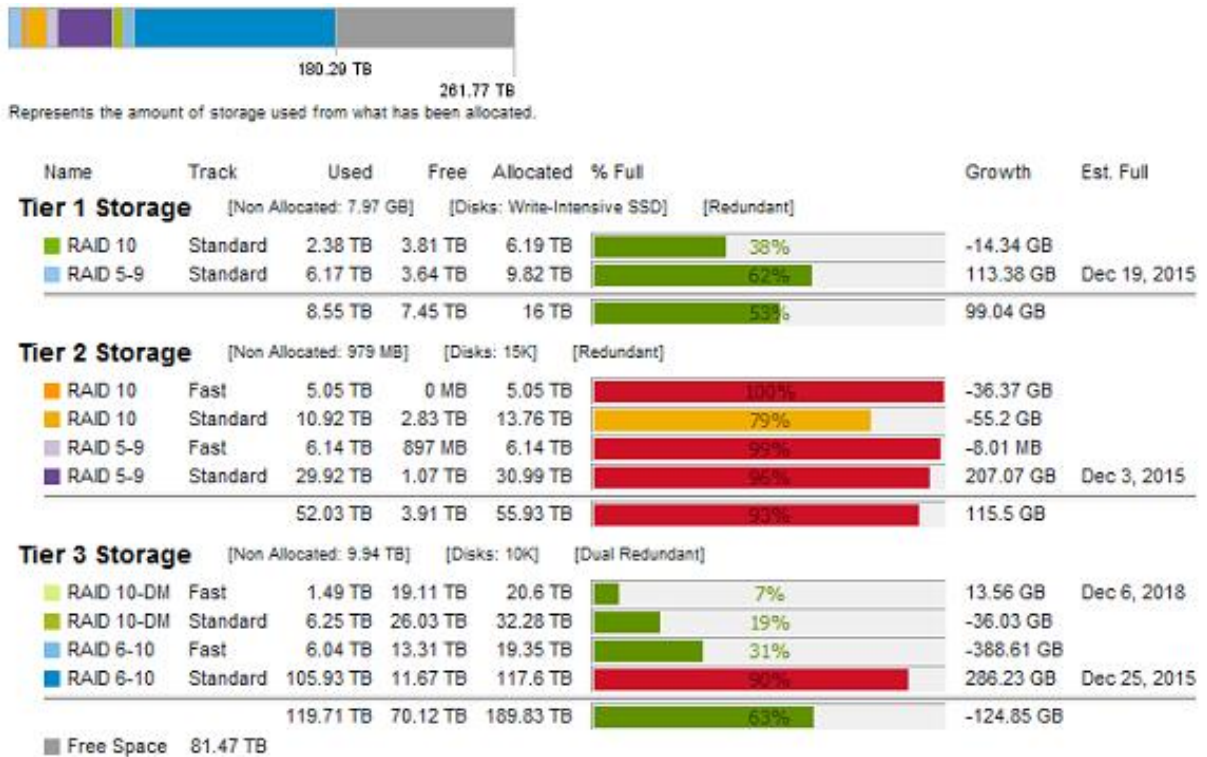 180.29 TB
261.77 TB
Represents the amount of storage used from what has been allocated.
Name Track Used Free Allocated % Full Growth Est. Full
Tier 1 Storage [Non Allocated: 7.97 GB] [Disks: Write-Intensive SSD] [Redundant]
RAID 10 Standard 2.38 TB 3.81 TB 6.19 TB 38% -14.34 GB
RAID 5-9 Standard 6.17 TB 3.64 TB 9.82 TB 62% 113.38 GB Dec 19, 2015
8.55 TB 7.45 TB 16 TB 53% 99.04 GB
Tier 2 Storage [Non Allocated: 979 MB] [Disks: 15K] [Redundant]
RAID 10 Fast 5.05 TB 0 MB 5.05 TB 100% -36.37 GB
RAID 10 Standard 10.92 TB 2.83 TB 13.76 TB 79% -55.2 GB
RAID 5-9 Fast 6.14 TB 897 MB 6.14 TB 99% -8.01 MB
RAID 5-9 Standard 29.92 TB 1.07 TB 30.99 TB 96% 207.07 GB Dec 3, 2015
52.03 TB 3.91 TB 55.93 TB 93% 115.5 GB
Tier 3 Storage [Non Allocated: 9.94 TB] [Disks: 10K] [Dual Redundant]
RAID 10-DM Fast 1.49 TB 19.11 TB 20.6 TB 7% 13.56 GB Dec 6, 2018
RAID 10-DM Standard 6.25 TB 26.03 TB 32.28 TB 19% -36.03 GB
RAID 6-10 Fast 6.04 TB 13.31 TB 19.35 TB 31% -388.61 GB
RAID 6-10 Standard 105.93 TB 11.67 TB 117.6 TB 90% 286.23 GB Dec 25, 2015
119.71 TB 70.12 TB 189.83 TB 63% -124.85 GB
Free Space 81.47 TB